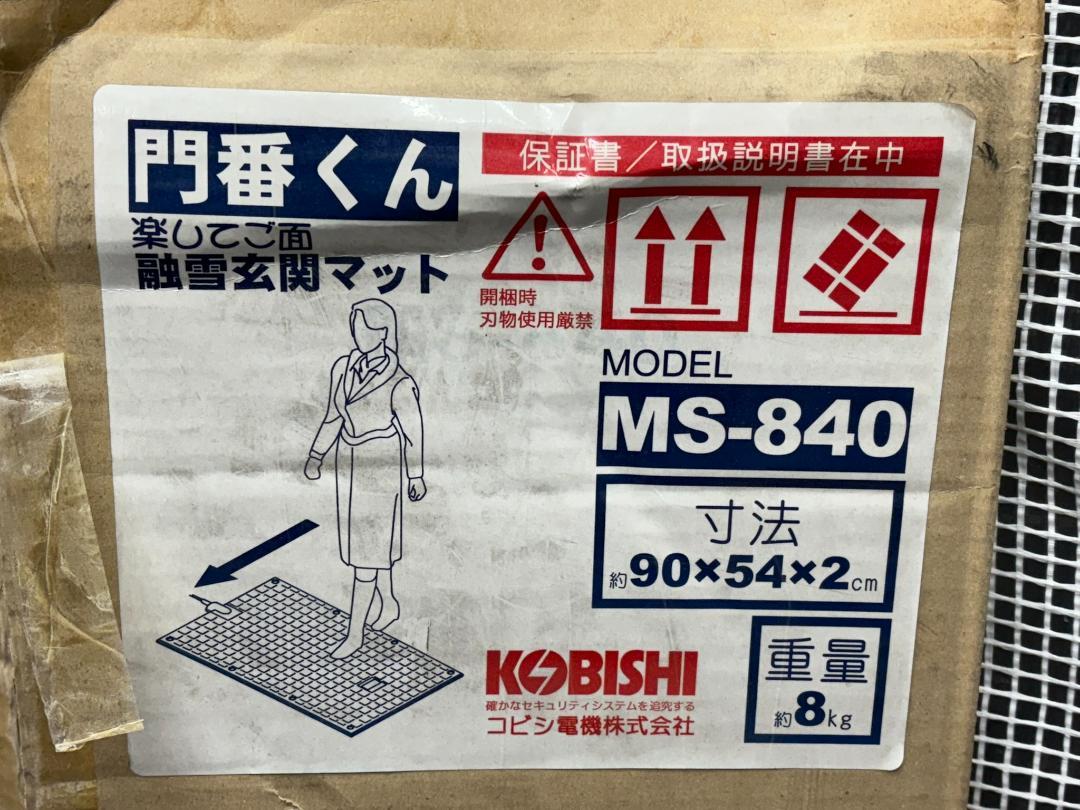 門番くん
楽してご面
融雪玄関マット
保証書／取扱説明書在中
開梱時
刃物使用厳禁
MODEL
MS-840
寸法
約90×54×2cm
重量
約8kg
KOBISHI
確かなセキュリティシステムを追究する
コビシ電機株式会社